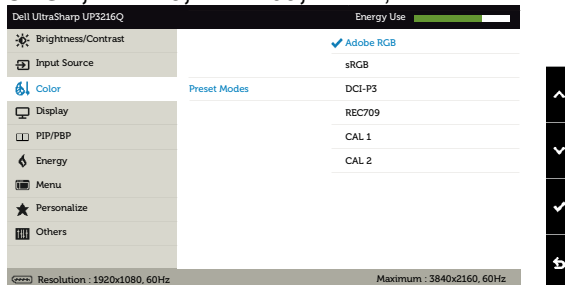 Dell UltraSharp UP3216Q Energy Use
Brightness/Contrast Adobe RGB
Input Source sRGB
Color Preset Modes DCI-P3
Display REC709
PIP/PBP CAL 1
Energy CAL 2
Menu
Personalize
Others
Resolution : 1920x1080, 60Hz Maximum : 3840x2160, 60Hz